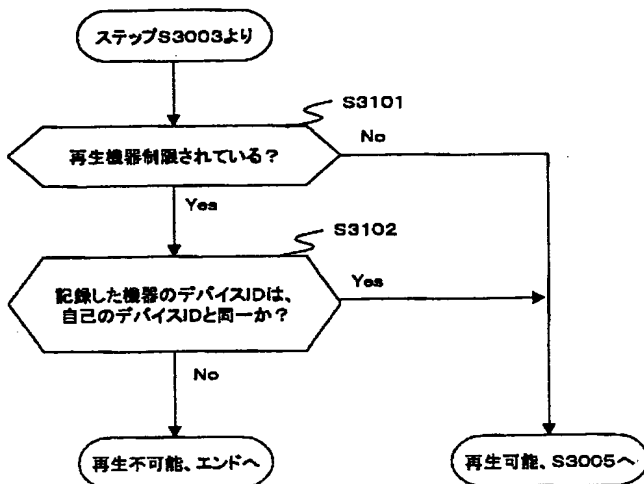 ステップS3003より
S3101
再生機器制限されている？
No
Yes
S3102
記録した機器のデバイスIDは、
自己のデバイスIDと同一か？
Yes
No
再生不可能、エンドへ
再生可能、S3005へ